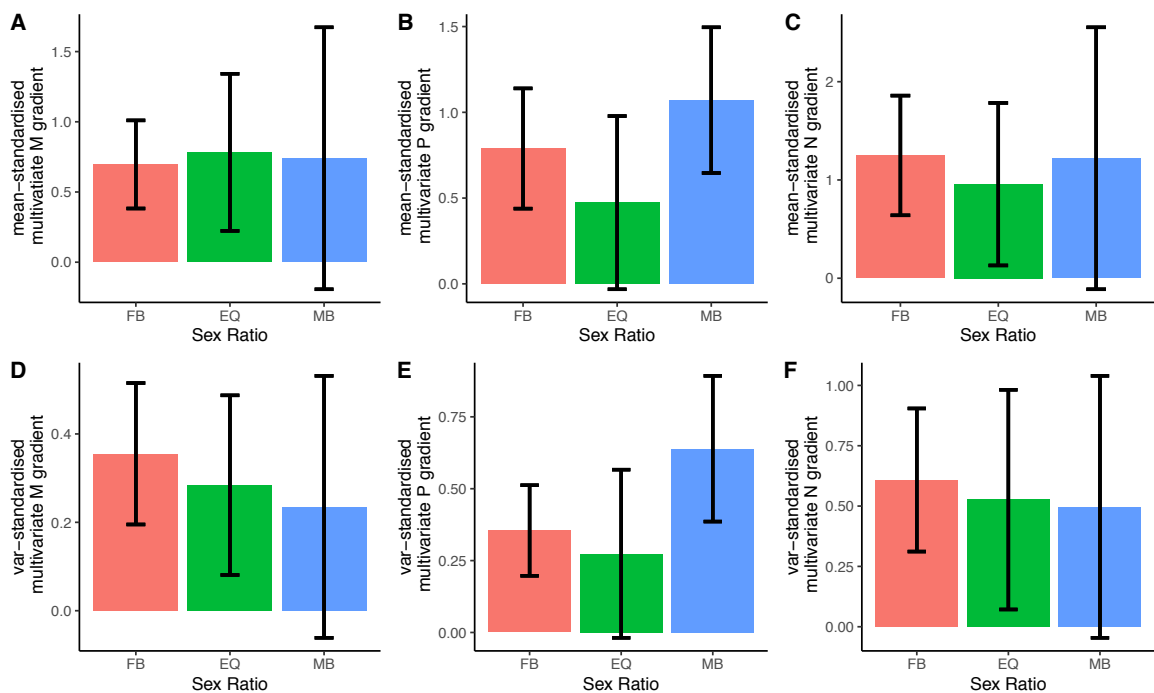 A
mean−standardised
multivatiate M gradient
1.5
1.0
0.5
0.0
FB EQ MB
Sex Ratio
B
mean−standardised
multivariate P gradient
1.5
1.0
0.5
0.0
FB EQ MB
Sex Ratio
C
mean−standardised
multivariate N gradient
2
1
0
FB EQ MB
Sex Ratio
D
var−standardised
multivariate M gradient
0.4
0.2
0.0
FB EQ MB
Sex Ratio
E
var−standardised
multivariate P gradient
0.75
0.50
0.25
0.00
FB EQ MB
Sex Ratio
F
var−standardised
multivariate N gradient
1.00
0.75
0.50
0.25
0.00
FB EQ MB
Sex Ratio